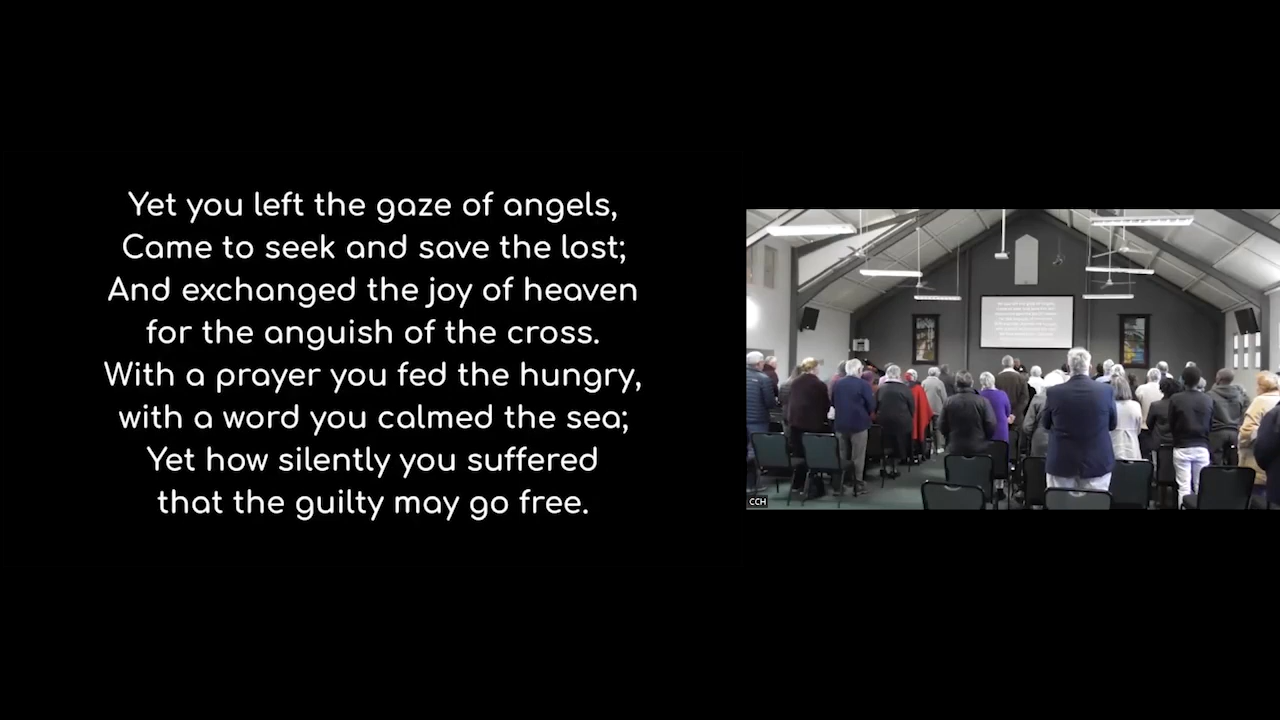 Yet you left the gaze of angels,
Came to seek and save the lost;
And exchanged the joy of heaven
for the anguish of the cross.
With a prayer you fed the hungry,
with a word you calmed the sea;
Yet how silently you suffered
that the guilty may go free.
CCH